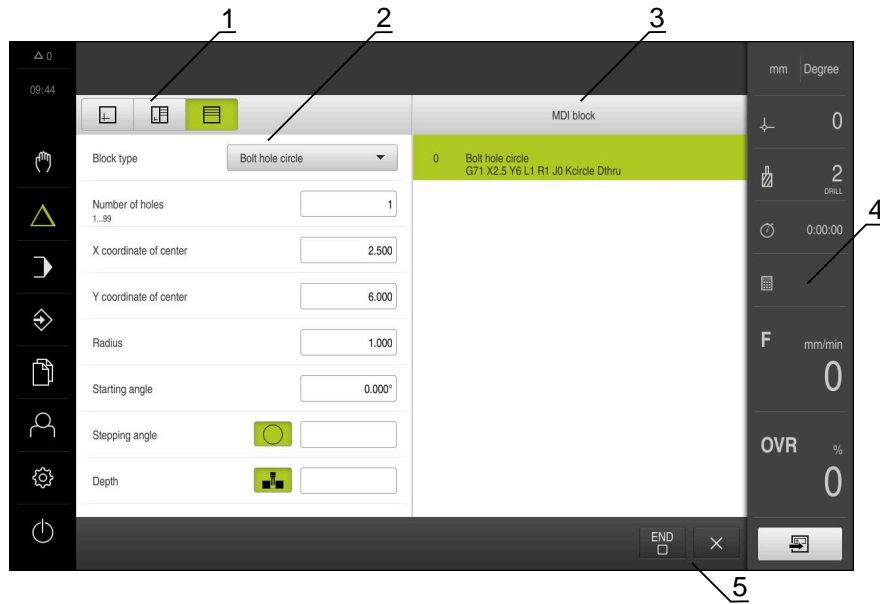 1
2
3
0
09:44
mm Degree
MDI block
0
Block type Bolt hole circle
0 Bolt hole circle
G71 X2.5 Y6 L1 R1 J0 Kcircle Dthru
2
DRILL
Number of holes 1
1...99
4
0:00:00
X coordinate of center 2.500
Y coordinate of center 6.000
Radius 1.000
F mm/min
0
Starting angle 0.000°
Stepping angle
OVR %
0
Depth
END
5